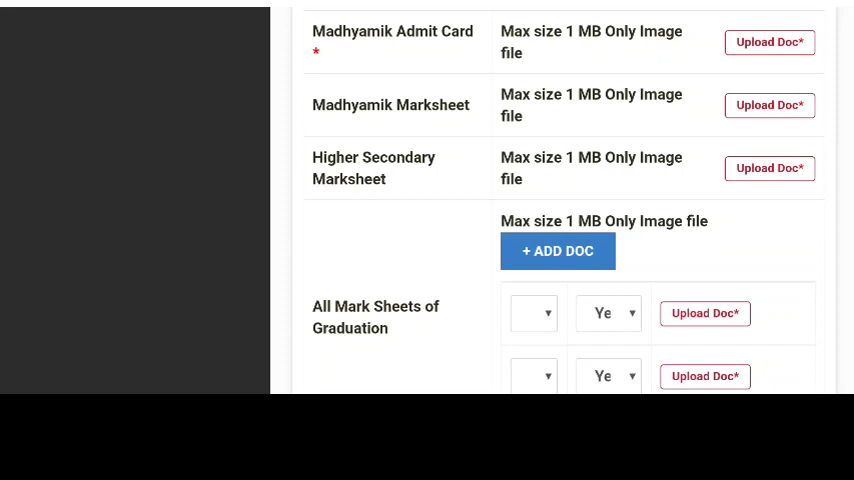 Madhyamik Admit Card
*
Max size 1 MB Only Image
file
Upload Doc*
Madhyamik Marksheet
Max size 1 MB Only Image
file
Upload Doc*
Higher Secondary
Marksheet
Max size 1 MB Only Image
file
Upload Doc*
All Mark Sheets of
Graduation
Max size 1 MB Only Image file
+ ADD DOC
Ye
Upload Doc*
Ye
Upload Doc*